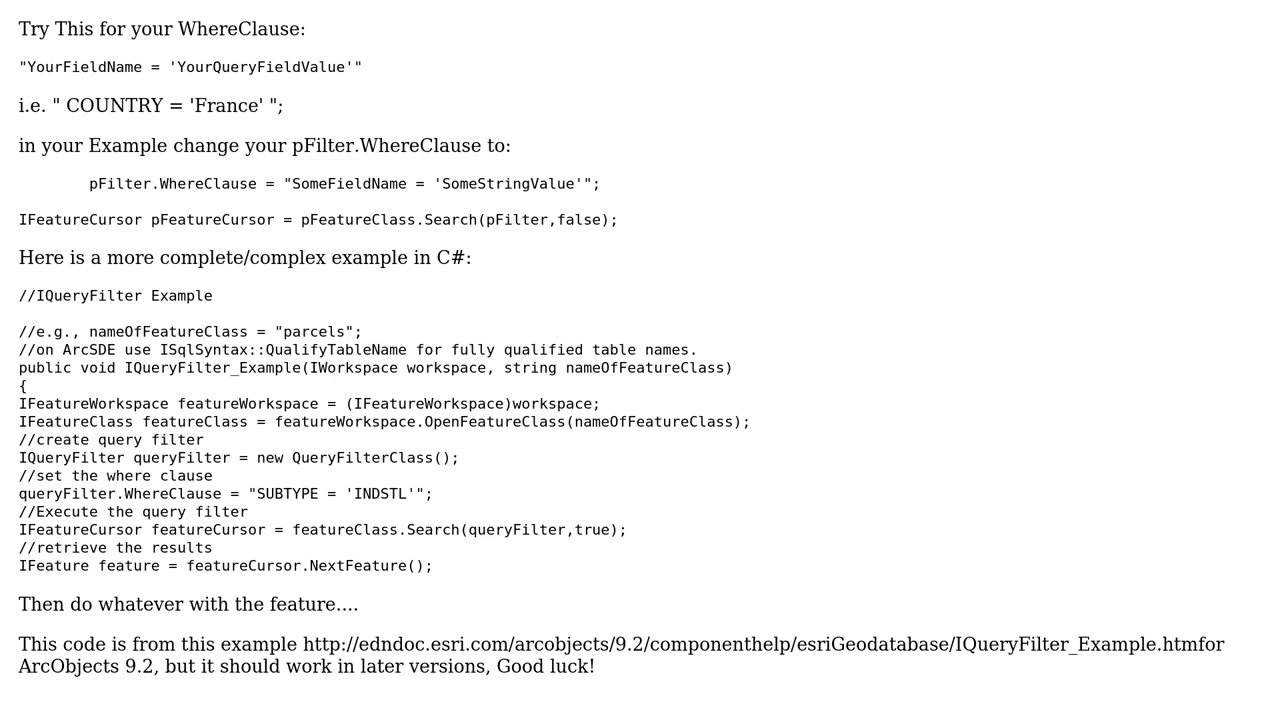 Try This for your WhereClause:
"YourFieldName = 'YourQueryFieldValue'"
i.e. " COUNTRY = 'France' ";
in your Example change your pFilter.WhereClause to:
pFilter.WhereClause = "SomeFieldName = 'SomeStringValue'";
IFeatureCursor pFeatureCursor = pFeatureClass.Search(pFilter,false);
Here is a more complete/complex example in C#:
//IQueryFilter Example
//e.g., nameOfFeatureClass = "parcels";
//on ArcSDE use ISqlSyntax::QualifyTableName for fully qualified table names.
public void IQueryFilter_Example(IWorkspace workspace, string nameOfFeatureClass)
{
IFeatureWorkspace featureWorkspace = (IFeatureWorkspace)workspace;
IFeatureClass featureClass = featureWorkspace.OpenFeatureClass(nameOfFeatureClass);
//create query filter
IQueryFilter queryFilter = new QueryFilterClass();
//set the where clause
queryFilter.WhereClause = "SUBTYPE = 'INDSTL'";
//Execute the query filter
IFeatureCursor featureCursor = featureClass.Search(queryFilter,true);
//retrieve the results
IFeature feature = featureCursor.NextFeature();
Then do whatever with the feature....
This code is from this example http://edndoc.esri.com/arcobjects/9.2/componenthelp/esriGeodatabase/IQueryFilter_Example.htmfor
ArcObjects 9.2, but it should work in later versions, Good luck!